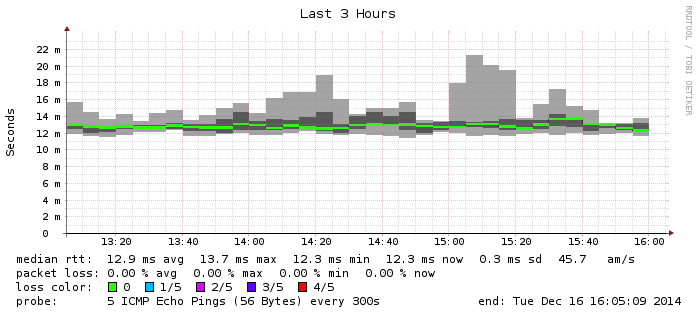 Last 3 Hours
RRDTOOL / TOBI OETIKER
Seconds
22 m
20 m
18 m
16 m
14 m
12 m
10 m
8 m
6 m
4 m
2 m
0
13:20 13:40 14:00 14:20 14:40 15:00 15:20 15:40 16:00
median rtt: 12.9 ms avg 13.7 ms max 12.3 ms min 12.3 ms now 0.3 ms sd 45.7 am/s
packet loss: 0.00 % avg 0.00 % max 0.00 % min 0.00 % now
loss color: 0 1/5 2/5 3/5 4/5
probe: 5 ICMP Echo Pings (56 Bytes) every 300s end: Tue Dec 16 16:05:09 2014